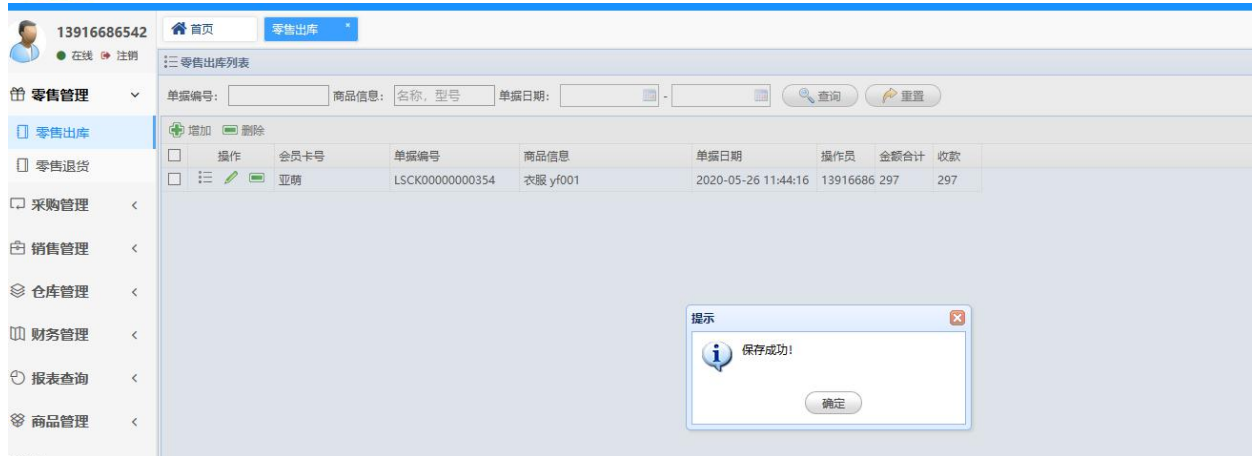 13916686542
在线 注销
首页 零售出库
零售出库列表
零售管理
单据编号: 商品信息: 名称, 型号 单据日期: - 查询 重置
零售出库
增加 删除
操作 会员卡号 单据编号 商品信息 单据日期 操作员 金额合计 收款
零售退货
亚萌 LSCK00000000354 衣服 yf001 2020-05-26 11:44:16 13916686 297 297
采购管理
销售管理
仓库管理
财务管理
报表查询
商品管理
提示
保存成功!
确定